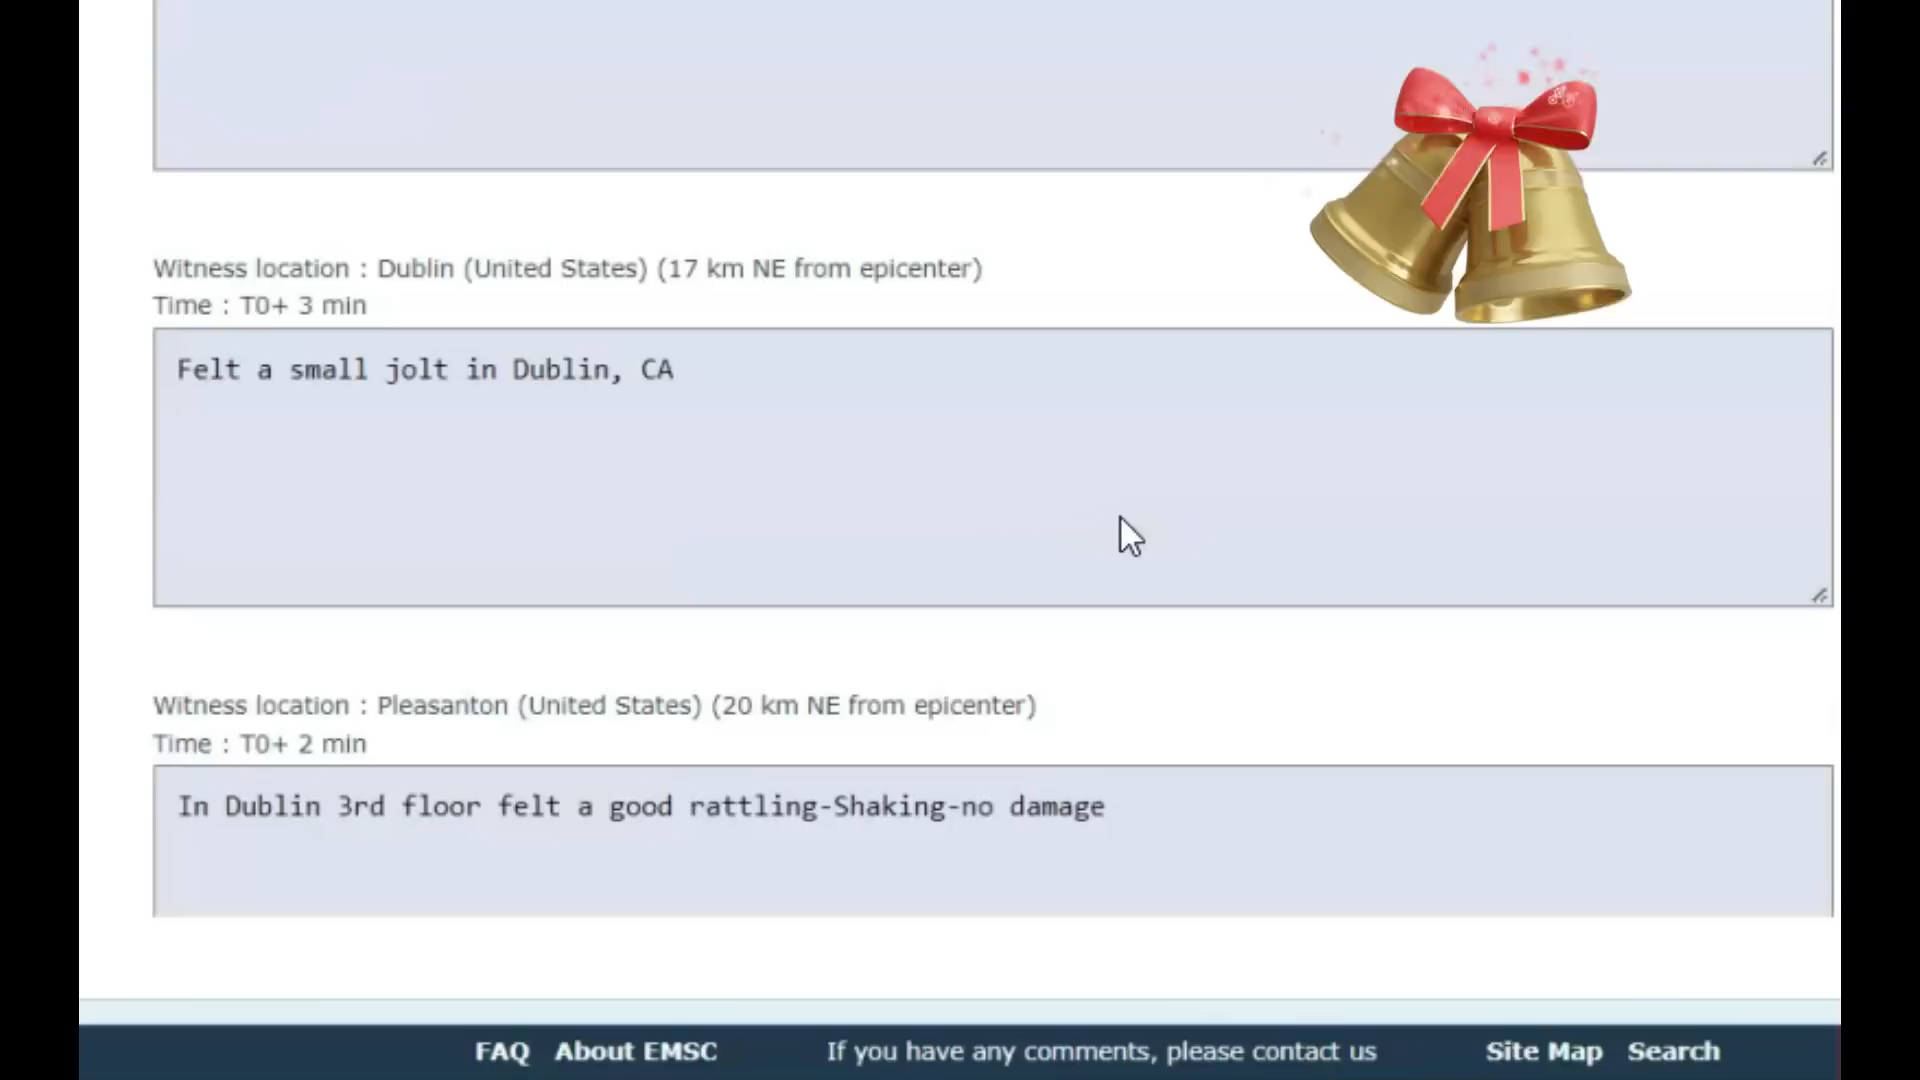 Witness location : Dublin (United States) (17 km NE from epicenter)
Time : T0+ 3 min
Felt a small jolt in Dublin, CA
Witness location : Pleasanton (United States) (20 km NE from epicenter)
Time : T0+ 2 min
In Dublin 3rd floor felt a good rattling-Shaking-no damage
FAQ About EMSC If you have any comments, please contact us Site Map Search